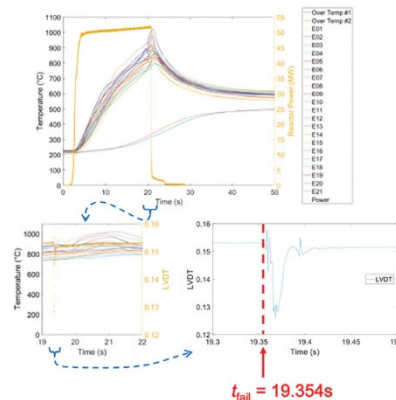 1100
1000
900
800
700
600
500
400
300
200
100
0
Temperature (°C)
0 10 20 30 40 50
Time (s)
55
50
45
40
35
30
25
20
15
10
5
0
Reactor Power (MW)
Over Temp #1
Over Temp #2
E01
E02
E03
E04
E05
E06
E07
E08
E09
E10
E11
E12
E13
E14
E15
E16
E17
E18
E19
E20
E21
Power
1000
800
600
400
200
0
Temperature (°C)
19 20 21 22
Time (s)
0.16
0.15
0.14
0.13
0.12
LVDT
0.16
0.15
0.14
0.13
0.12
LVDT
19.3 19.35 19.4 19.45
Time (s)
t_fail = 19.354s